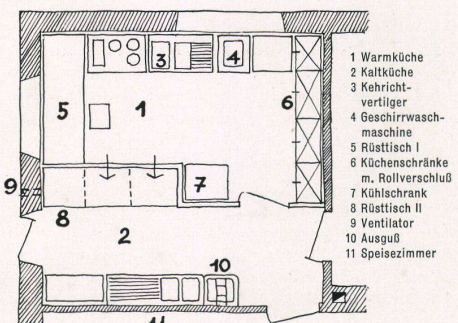 3
4
1
5
6
7
9
8
2
10
11
1 Warmküche
2 Kaltküche
3 Kehricht-
vertilger
4 Geschirrwasch-
maschine
5 Rüsttisch I
6 Küchenschränke
m. Rollverschluß
7 Kühlschrank
8 Rüsttisch II
9 Ventilator
10 Ausguß
11 Speisezimmer